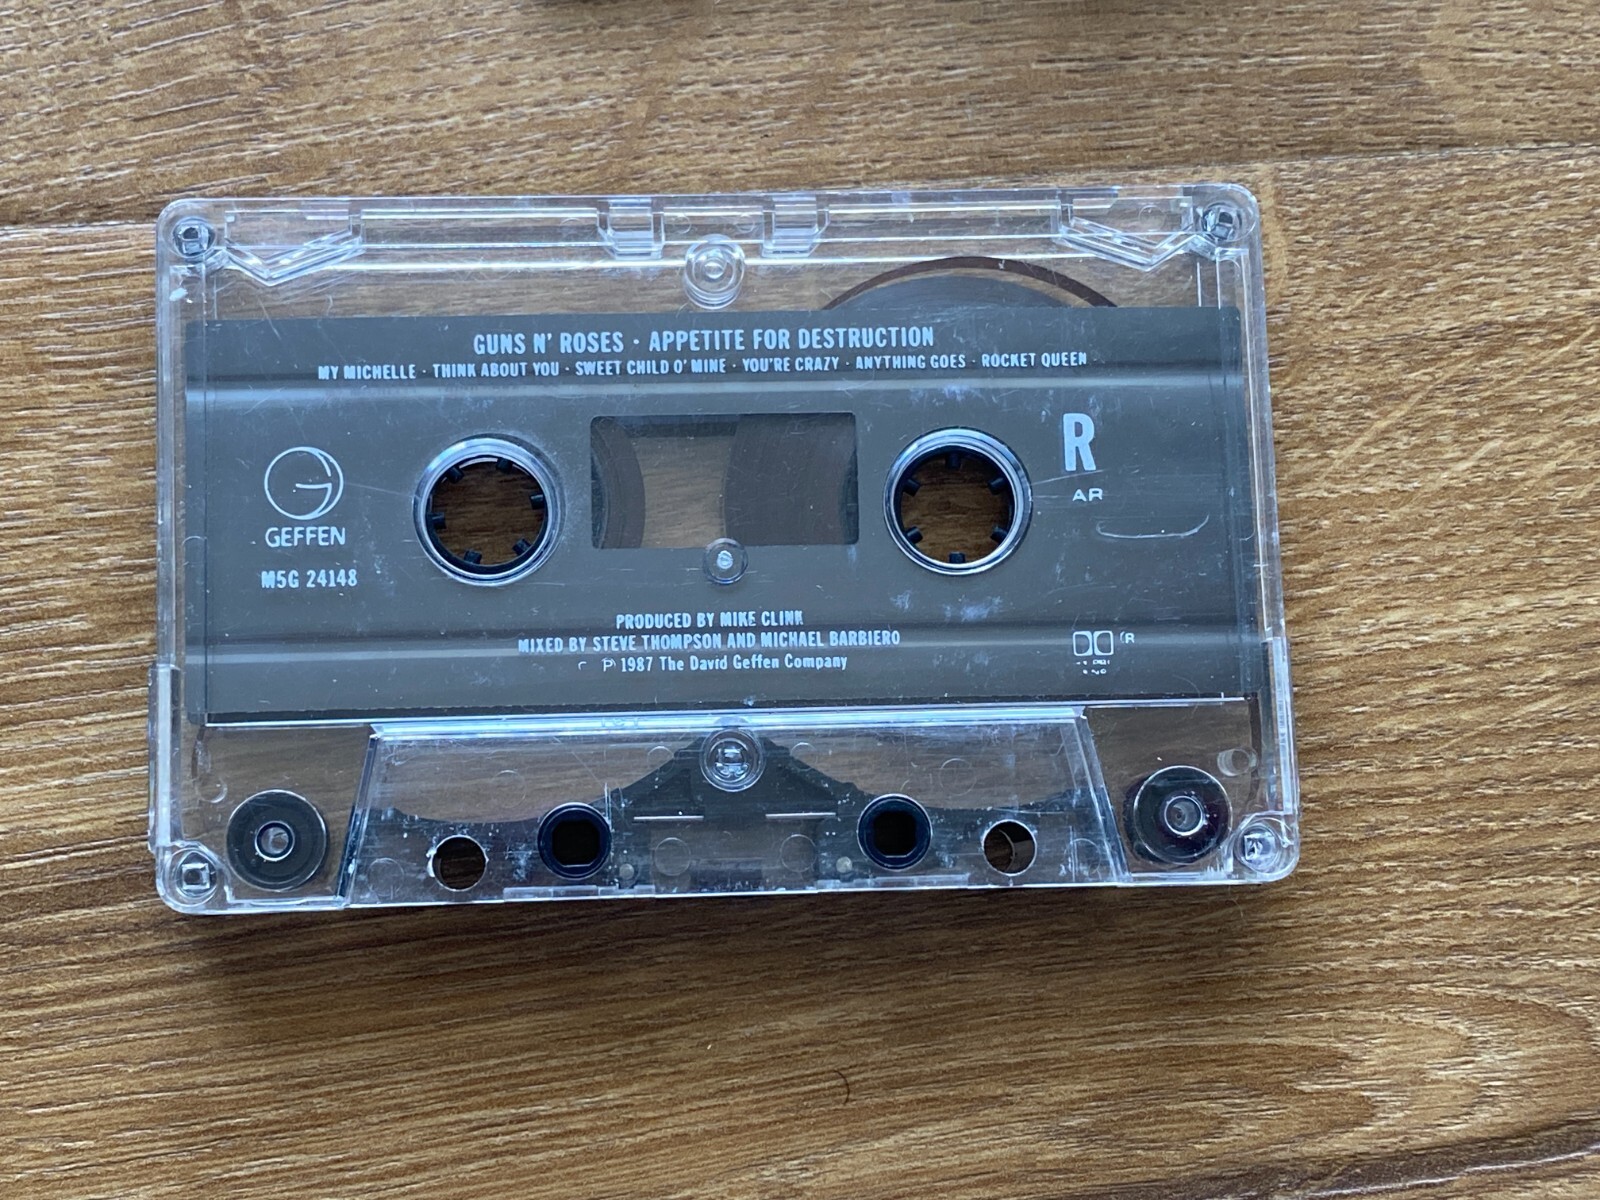 GUNS N' ROSES · APPETITE FOR DESTRUCTION
MY MICHELLE · THINK ABOUT YOU · SWEET CHILD O' MINE · YOU'RE CRAZY · ANYTHING GOES · ROCKET QUEEN
R
AR
GEFFEN
M5G 24148
PRODUCED BY MIKE CLINK
MIXED BY STEVE THOMPSON AND MICHAEL BARBIERO
℗ 1987 The David Geffen Company